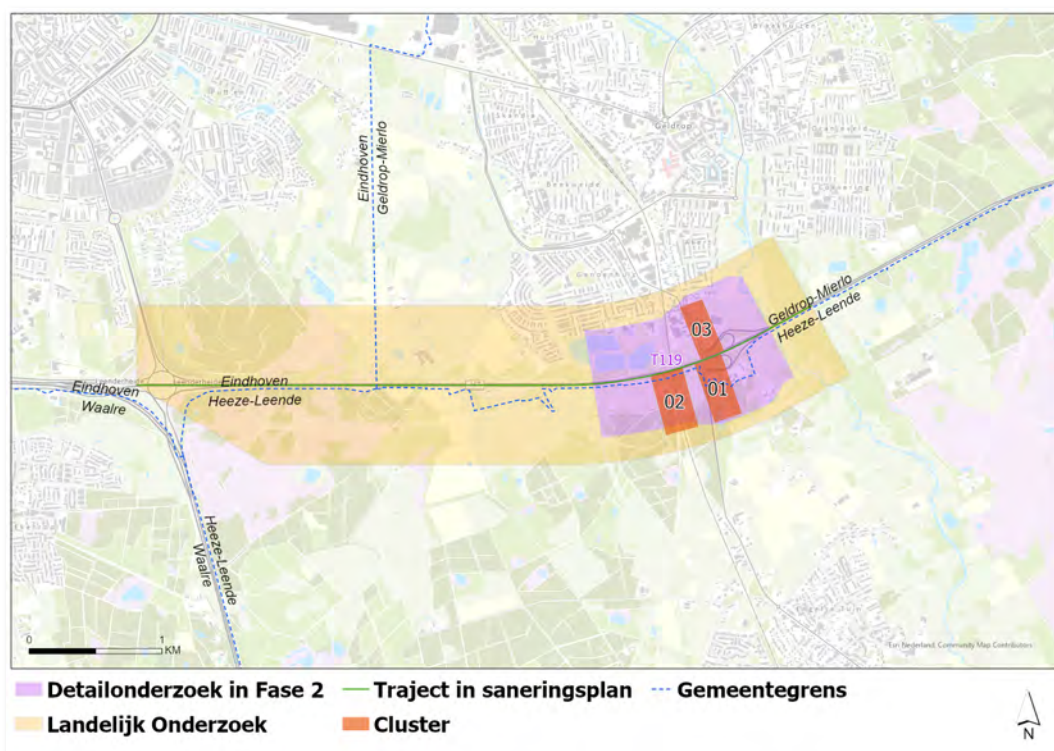 Geldrop
Eindhoven
Geldrop-Mierlo
Geldrop-Mierlo
Heeze-Leende
03
T119
01
02
Eindhoven
Heeze-Leende
Eindhoven
Waalre
Heeze-Leende
Waalre
0 1
KM
Esri Nederland, Community Map Contributors
Detailonderzoek in Fase 2 Traject in saneringsplan Gemeentegrens
Landelijk Onderzoek Cluster
N